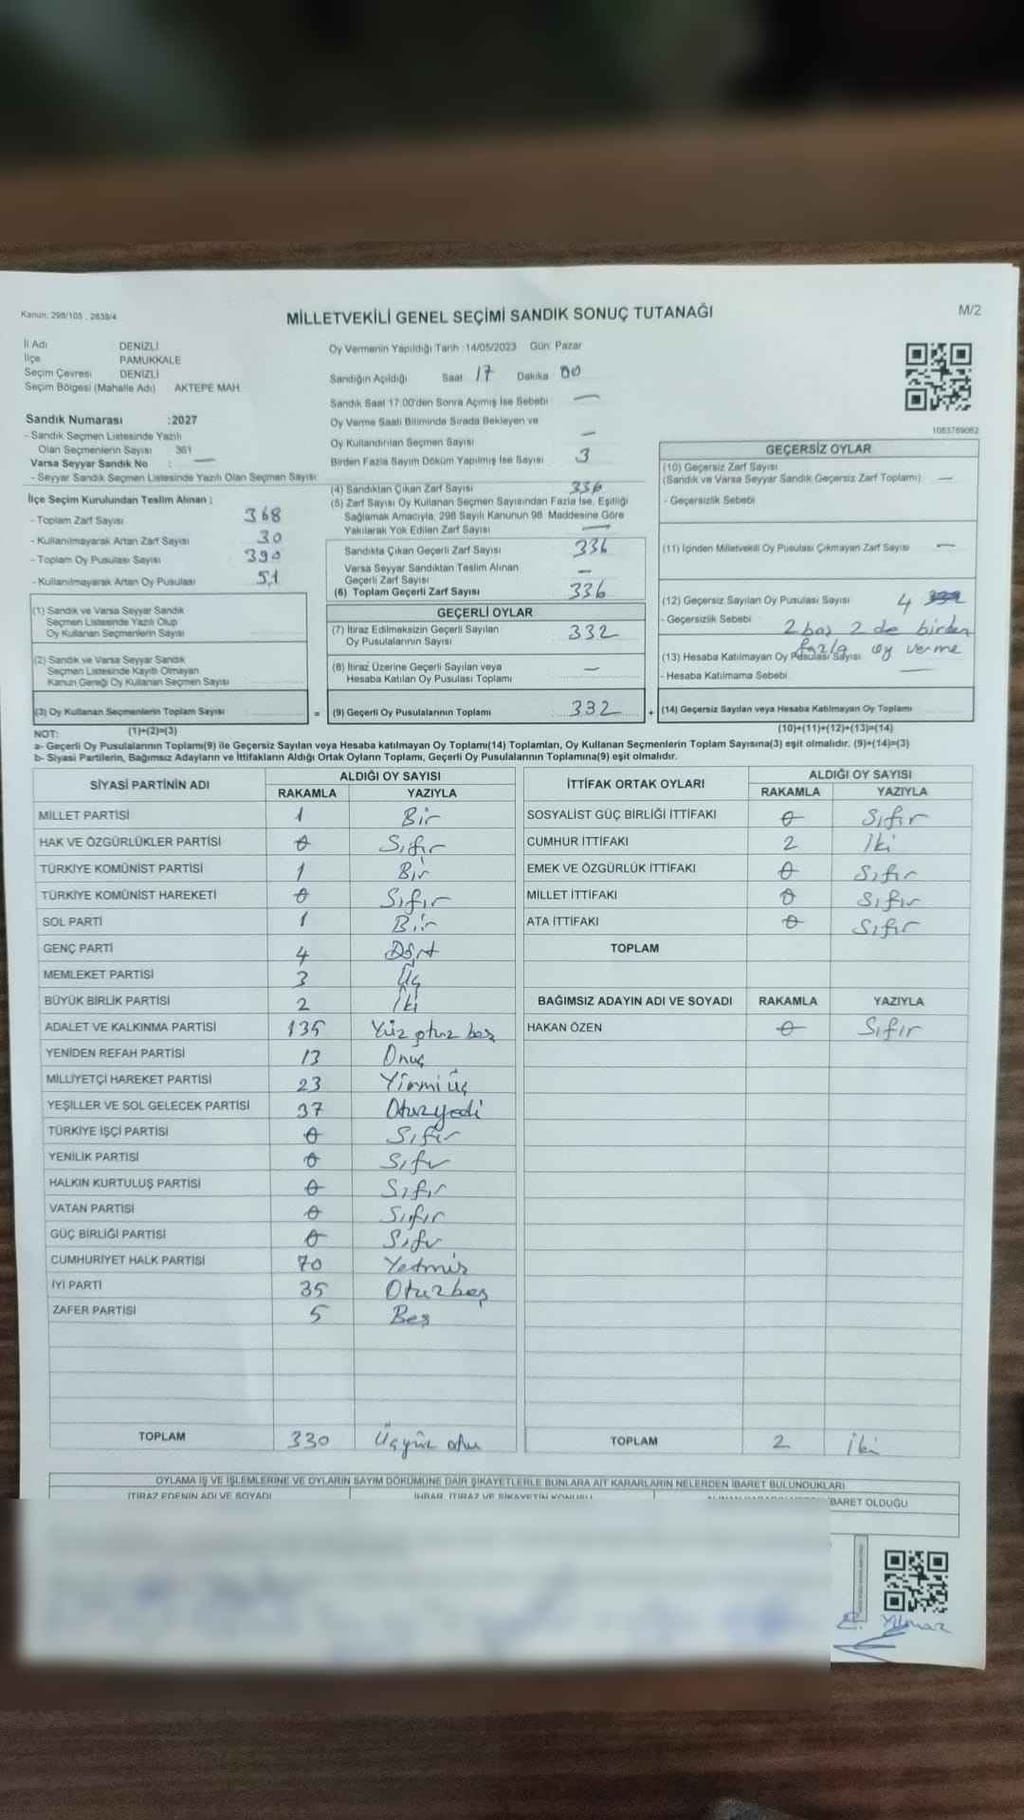 Kanun: 298/105 , 2839/4
MİLLETVEKİLİ GENEL SEÇİMİ SANDIK SONUÇ TUTANAĞI
M/2
İl Adı DENİZLİ
İlçe PAMUKKALE
Seçim Çevresi DENİZLİ
Seçim Bölgesi (Mahalle Adı) AKTEPE MAH
Sandık Numarası :2027
- Sandık Seçmen Listesinde Yazılı
Olan Seçmenlerin Sayısı 361
Varsa Seyyar Sandık No : —
- Seyyar Sandık Seçmen Listesinde Yazılı Olan Seçmen Sayısı
İlçe Seçim Kurulundan Teslim Alınan :
- Toplam Zarf Sayısı 368
- Kullanılmayarak Artan Zarf Sayısı 30
- Toplam Oy Pusulası Sayısı 390
- Kullanılmayarak Artan Oy Pusulası 51
(1) Sandık ve Varsa Seyyar Sandık
Seçmen Listesinde Yazılı Olup
Oy Kullanan Seçmenlerin Sayısı
(2) Sandık ve Varsa Seyyar Sandık
Seçmen Listesinde Kayıtlı Olmayan
Kanun Gereği Oy Kullanan Seçmen Sayısı
(3) Oy Kullanan Seçmenlerin Toplam Sayısı
(1)+(2)=(3)
Oy Vermenin Yapıldığı Tarih :14/05/2023 Gün: Pazar
Sandığın Açıldığı Saat 17 Dakika 00
Sandık Saat 17.00'den Sonra Açılmış İse Sebebi —
Oy Verme Saati Bitiminde Sırada Bekleyen ve
Oy Kullandırılan Seçmen Sayısı —
Birden Fazla Sayım Döküm Yapılmış İse Sayısı 3
(4) Sandıktan Çıkan Zarf Sayısı 336
(5) Zarf Sayısı Oy Kullanan Seçmen Sayısından Fazla İse, Eşitliği
Sağlamak Amacıyla, 298 Sayılı Kanunun 98. Maddesine Göre
Yakılarak Yok Edilen Zarf Sayısı —
Sandıkta Çıkan Geçerli Zarf Sayısı 336
Varsa Seyyar Sandıktan Teslim Alınan
Geçerli Zarf Sayısı —
(6) Toplam Geçerli Zarf Sayısı 336
GEÇERLİ OYLAR
(7) İtiraz Edilmeksizin Geçerli Sayılan
Oy Pusulalarının Sayısı 332
(8) İtiraz Üzerine Geçerli Sayılan veya
Hesaba Katılan Oy Pusulası Toplamı —
= (9) Geçerli Oy Pusulalarının Toplamı 332
1083769062
GEÇERSİZ OYLAR
(10) Geçersiz Zarf Sayısı
(Sandık ve Varsa Seyyar Sandık Geçersiz Zarf Toplamı) —
- Geçersizlik Sebebi
(11) İçinden Milletvekili Oy Pusulası Çıkmayan Zarf Sayısı —
(12) Geçersiz Sayılan Oy Pusulası Sayısı 4
- Geçersizlik Sebebi 2 boş 2 de birden
fazla oy verme
(13) Hesaba Katılmayan Oy Pusulası Sayısı
- Hesaba Katılmama Sebebi —
+ (14) Geçersiz Sayılan veya Hesaba Katılmayan Oy Toplamı
(10)+(11)+(12)+(13)=(14)
NOT:
a- Geçerli Oy Pusulalarının Toplamı(9) ile Geçersiz Sayılan veya Hesaba katılmayan Oy Toplamı(14) Toplamları, Oy Kullanan Seçmenlerin Toplam Sayısına(3) eşit olmalıdır. (9)+(14)=(3)
b- Siyasi Partilerin, Bağımsız Adayların ve İttifakların Aldığı Oyların Toplamı, Geçerli Oy Pusulalarının Toplamına(9) eşit olmalıdır.
SİYASİ PARTİNİN ADI ALDIĞI OY SAYISI
RAKAMLA YAZIYLA
MİLLET PARTİSİ 1 Bir
HAK VE ÖZGÜRLÜKLER PARTİSİ 0 Sıfır
TÜRKİYE KOMÜNİST PARTİSİ 1 Bir
TÜRKİYE KOMÜNİST HAREKETİ 0 Sıfır
SOL PARTİ 1 Bir
GENÇ PARTİ 4 Dört
MEMLEKET PARTİSİ 3 Üç
BÜYÜK BİRLİK PARTİSİ 2 İki
ADALET VE KALKINMA PARTİSİ 135 Yüz otuz beş
YENİDEN REFAH PARTİSİ 13 Onüç
MİLLİYETÇİ HAREKET PARTİSİ 23 Yirmi üç
YEŞİLLER VE SOL GELECEK PARTİSİ 37 Otuzyedi
TÜRKİYE İŞÇİ PARTİSİ 0 Sıfır
YENİLİK PARTİSİ 0 Sıfır
HALKIN KURTULUŞ PARTİSİ 0 Sıfır
VATAN PARTİSİ 0 Sıfır
GÜÇ BİRLİĞİ PARTİSİ 0 Sıfır
CUMHURİYET HALK PARTİSİ 70 Yetmiş
İYİ PARTİ 35 Otuzbeş
ZAFER PARTİSİ 5 Beş
TOPLAM 330 Üçyüz otuz
İTTİFAK ORTAK OYLARI ALDIĞI OY SAYISI
RAKAMLA YAZIYLA
SOSYALİST GÜÇ BİRLİĞİ İTTİFAKI 0 Sıfır
CUMHUR İTTİFAKI 2 İki
EMEK VE ÖZGÜRLÜK İTTİFAKI 0 Sıfır
MİLLET İTTİFAKI 0 Sıfır
ATA İTTİFAKI 0 Sıfır
TOPLAM
BAĞIMSIZ ADAYIN ADI VE SOYADI RAKAMLA YAZIYLA
HAKAN ÖZEN 0 Sıfır
TOPLAM 2 İki
OYLAMA İŞ VE İŞLEMLERİNE VE OYLARIN SAYIM DÖKÜMÜNE DAİR ŞİKAYETLERLE BUNLARA AİT KARARLARIN NELERDEN İBARET BULUNDUKLARI
İTİRAZ EDENİN ADI VE SOYADI İHBAR, İTİRAZ VE ŞİKAYETİN KONUSU İBARET OLDUĞU
Yılmaz